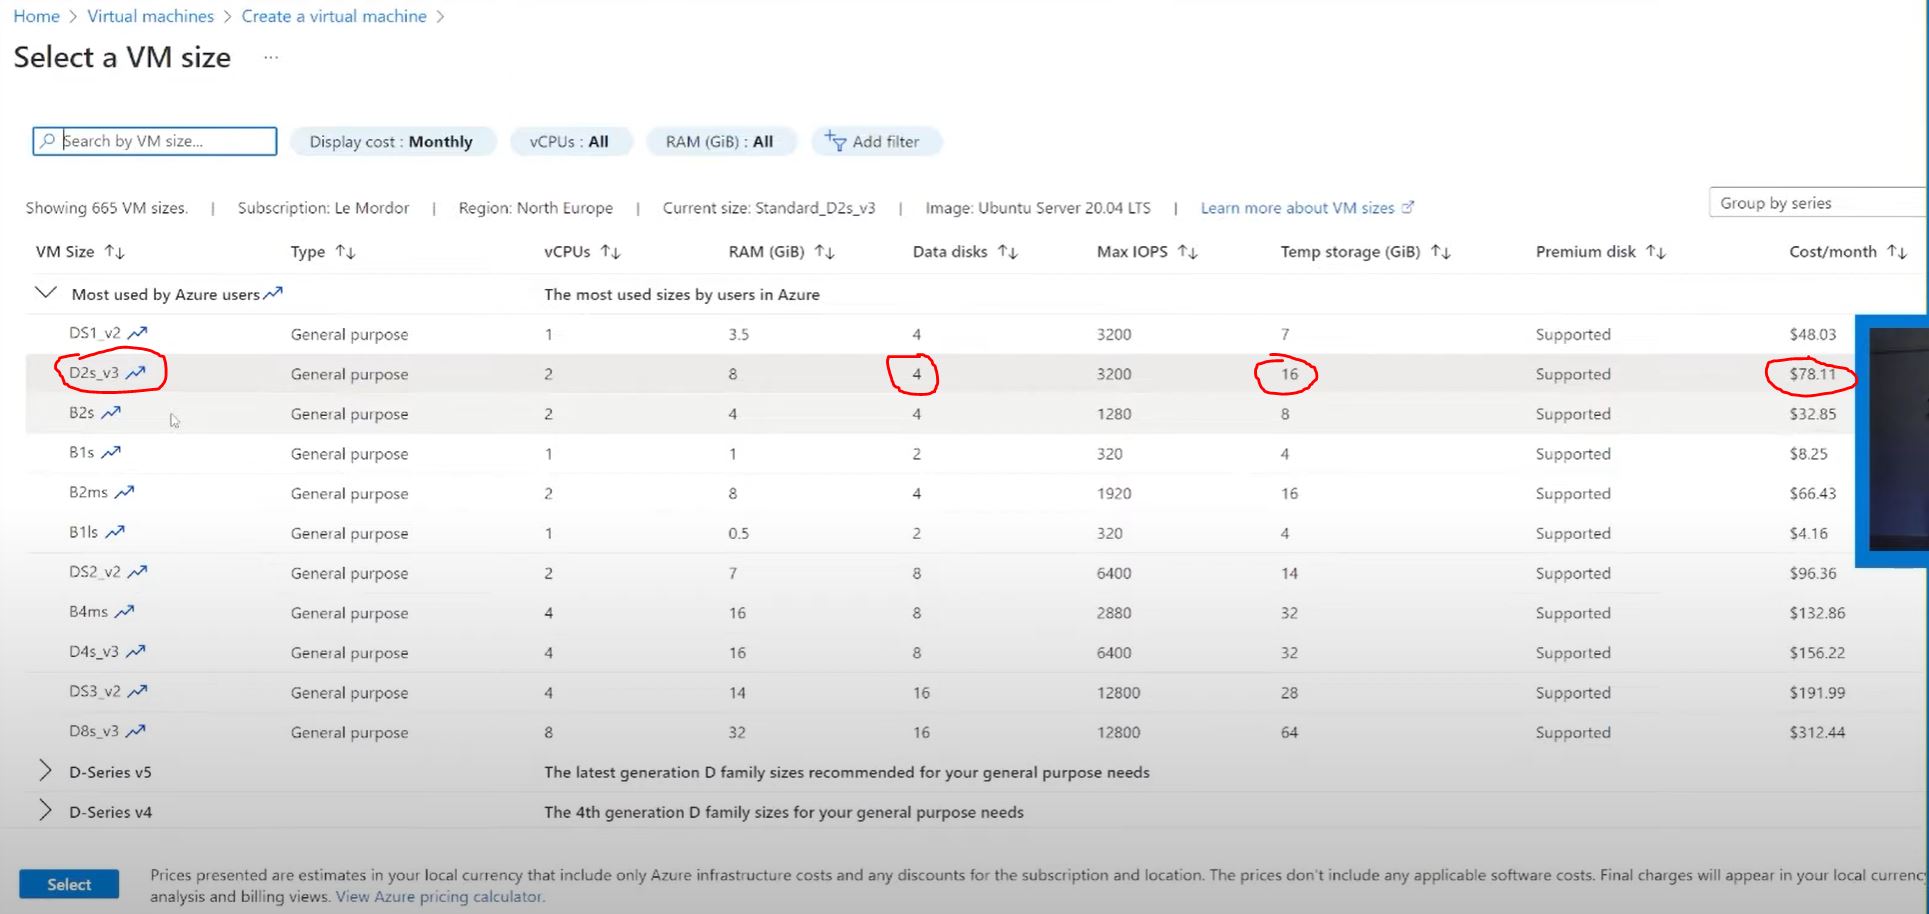 Home > Virtual machines > Create a virtual machine >
Select a VM size ...
Search by VM size... Display cost : Monthly vCPUs : All RAM (GiB) : All Add filter
Showing 665 VM sizes. | Subscription: Le Mordor | Region: North Europe | Current size: Standard_D2s_v3 | Image: Ubuntu Server 20.04 LTS | Learn more about VM sizes Group by series
VM Size ↑↓ Type ↑↓ vCPUs ↑↓ RAM (GiB) ↑↓ Data disks ↑↓ Max IOPS ↑↓ Temp storage (GiB) ↑↓ Premium disk ↑↓ Cost/month ↑↓
Most used by Azure users The most used sizes by users in Azure
DS1_v2 General purpose 1 3.5 4 3200 7 Supported $48.03
D2s_v3 General purpose 2 8 4 3200 16 Supported $78.11
B2s General purpose 2 4 4 1280 8 Supported $32.85
B1s General purpose 1 1 2 320 4 Supported $8.25
B2ms General purpose 2 8 4 1920 16 Supported $66.43
B1ls General purpose 1 0.5 2 320 4 Supported $4.16
DS2_v2 General purpose 2 7 8 6400 14 Supported $96.36
B4ms General purpose 4 16 8 2880 32 Supported $132.86
D4s_v3 General purpose 4 16 8 6400 32 Supported $156.22
DS3_v2 General purpose 4 14 16 12800 28 Supported $191.99
D8s_v3 General purpose 8 32 16 12800 64 Supported $312.44
D-Series v5 The latest generation D family sizes recommended for your general purpose needs
D-Series v4 The 4th generation D family sizes for your general purpose needs
Select
Prices presented are estimates in your local currency that include only Azure infrastructure costs and any discounts for the subscription and location. The prices don't include any applicable software costs. Final charges will appear in your local currency
analysis and billing views. View Azure pricing calculator.